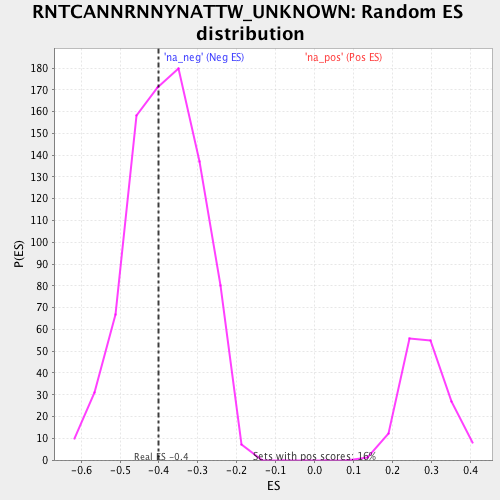 RNTCANNRNNYNATTW_UNKNOWN: Random ES
distribution
'na_neg' (Neg ES)
'na_pos' (Pos ES)
180
170
160
150
140
130
120
110
100
90
80
70
60
50
40
30
20
10
0
P(ES)
Real ES -0.4
Sets with pos scores: 16%
-0.6 -0.5 -0.4 -0.3 -0.2 -0.1 0.0 0.1 0.2 0.3 0.4
ES